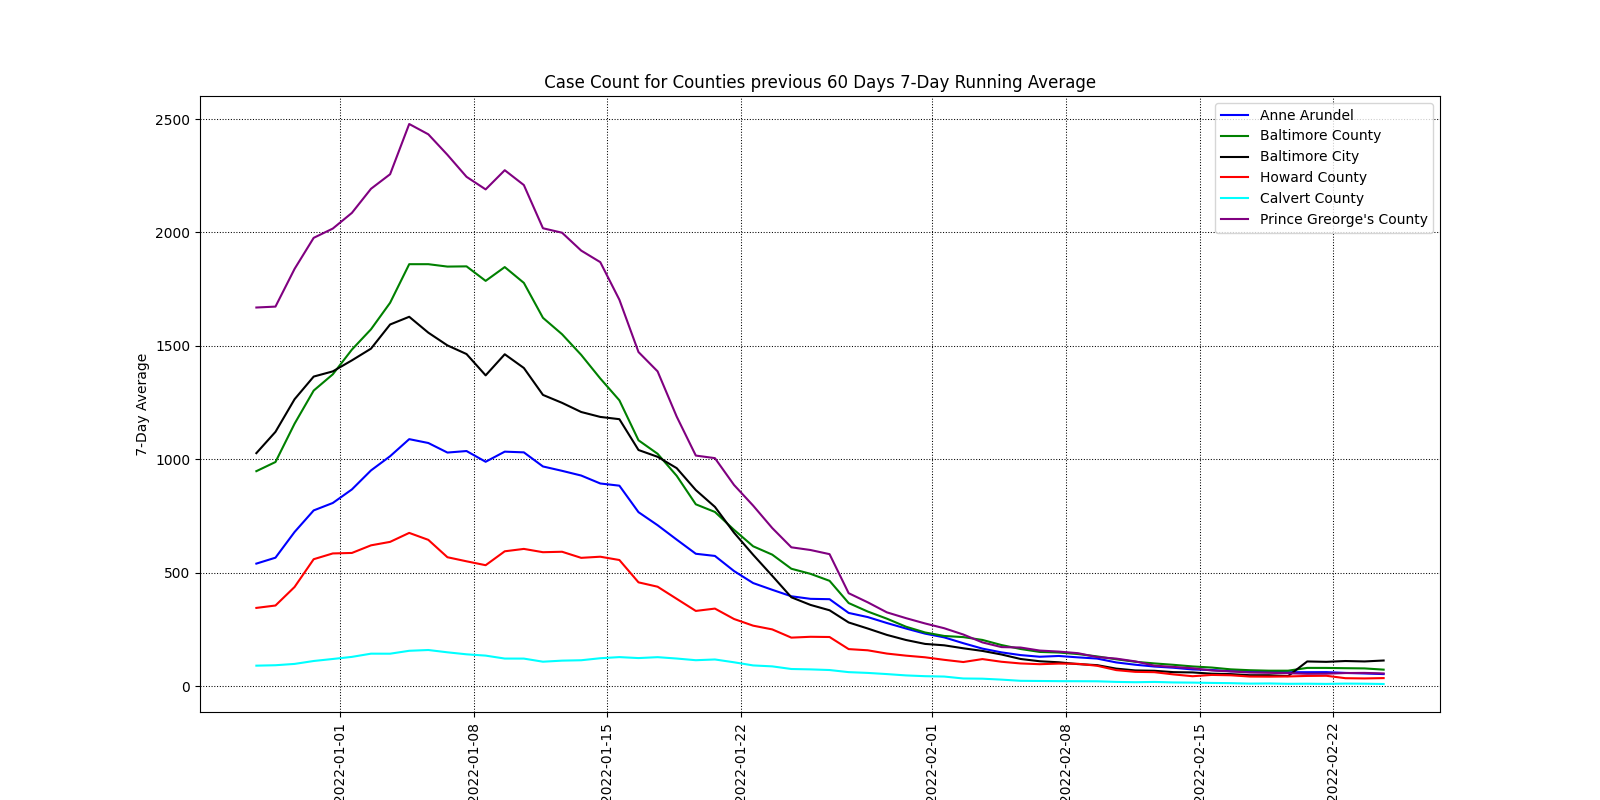 Case Count for Counties previous 60 Days 7-Day Running Average
Anne Arundel
Baltimore County
Baltimore City
Howard County
Calvert County
Prince Greorge's County
7-Day Average
2500
2000
1500
1000
500
0
2022-01-01
2022-01-08
2022-01-15
2022-01-22
2022-02-01
2022-02-08
2022-02-15
2022-02-22